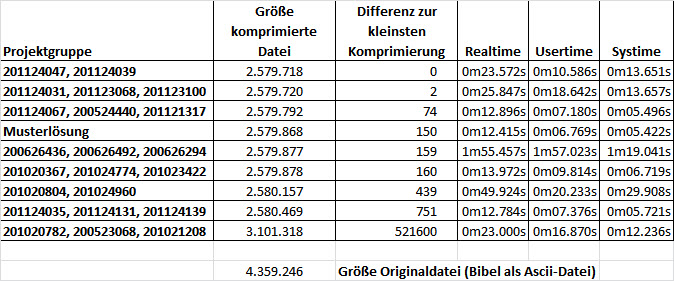 Projektgruppe Größe komprimierte Datei Differenz zur kleinsten Komprimierung Realtime Usertime Systime
201124047, 201124039 2.579.718 0 0m23.572s 0m10.586s 0m13.651s
201124031, 201123068, 201123100 2.579.720 2 0m25.847s 0m18.642s 0m13.657s
201124067, 200524440, 201121317 2.579.792 74 0m12.896s 0m07.180s 0m05.496s
Musterlösung 2.579.868 150 0m12.415s 0m06.769s 0m05.422s
200626436, 200626492, 200626294 2.579.877 159 1m55.457s 1m57.023s 1m19.041s
201020367, 201024774, 201023422 2.579.878 160 0m13.972s 0m09.814s 0m06.719s
201020804, 201024960 2.580.157 439 0m49.924s 0m20.233s 0m29.908s
201124035, 201124131, 201124139 2.580.469 751 0m12.784s 0m07.376s 0m05.721s
201020782, 200523068, 201021208 3.101.318 521600 0m23.000s 0m16.870s 0m12.236s
4.359.246 Größe Originaldatei (Bibel als Ascii-Datei)